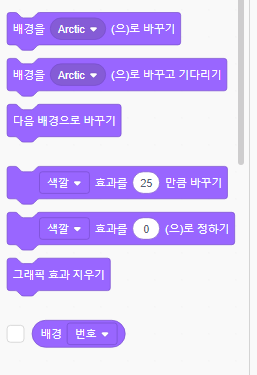 배경을 Arctic (으)로 바꾸기
배경을 Arctic (으)로 바꾸고 기다리기
다음 배경으로 바꾸기
색깔 효과를 25 만큼 바꾸기
색깔 효과를 0 (으)로 정하기
그래픽 효과 지우기
배경 번호